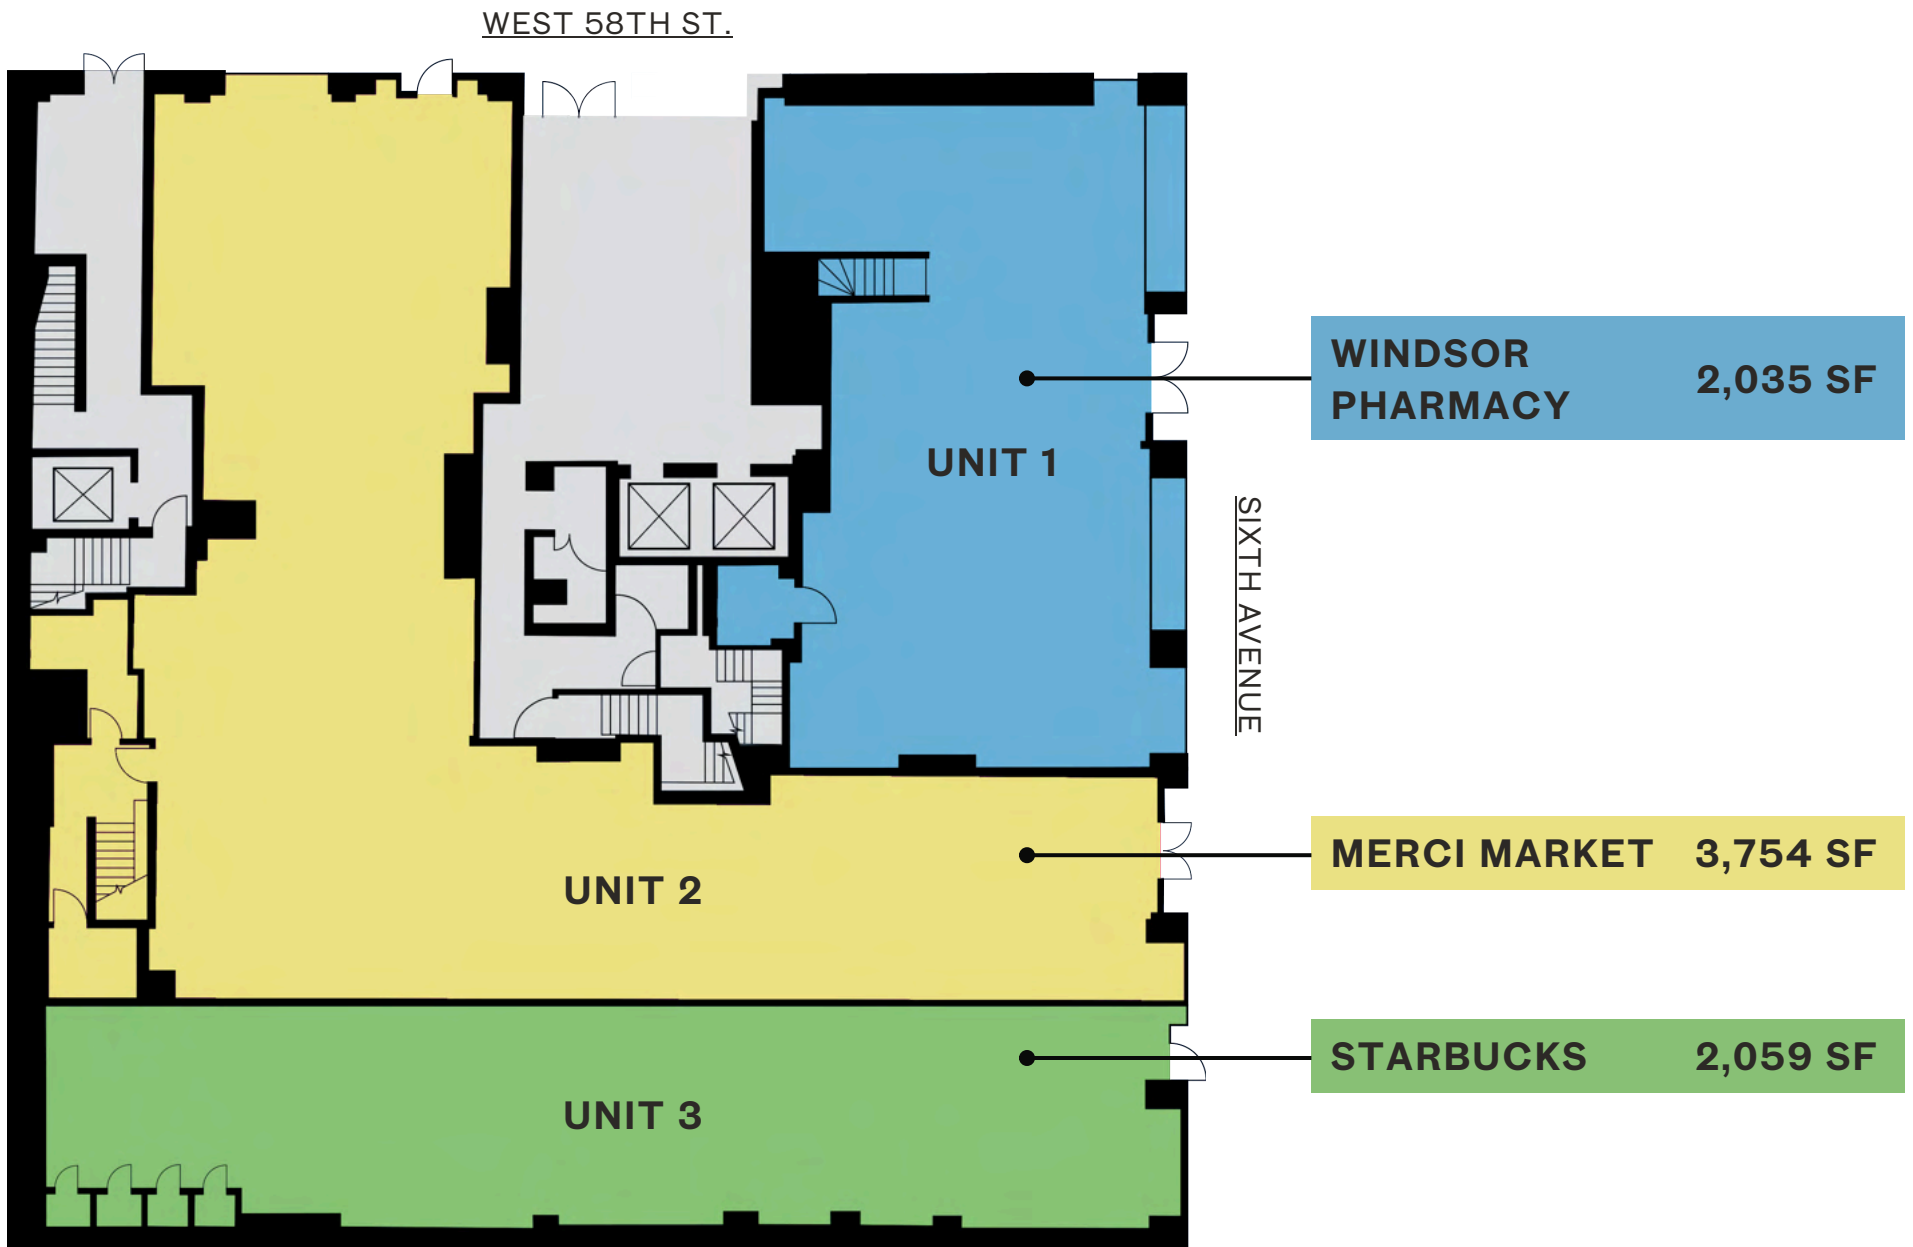 WEST 58TH ST.
WINDSOR
PHARMACY
2,035 SF
UNIT 1
SIXTH AVENUE
MERCI MARKET 3,754 SF
UNIT 2
STARBUCKS 2,059 SF
UNIT 3